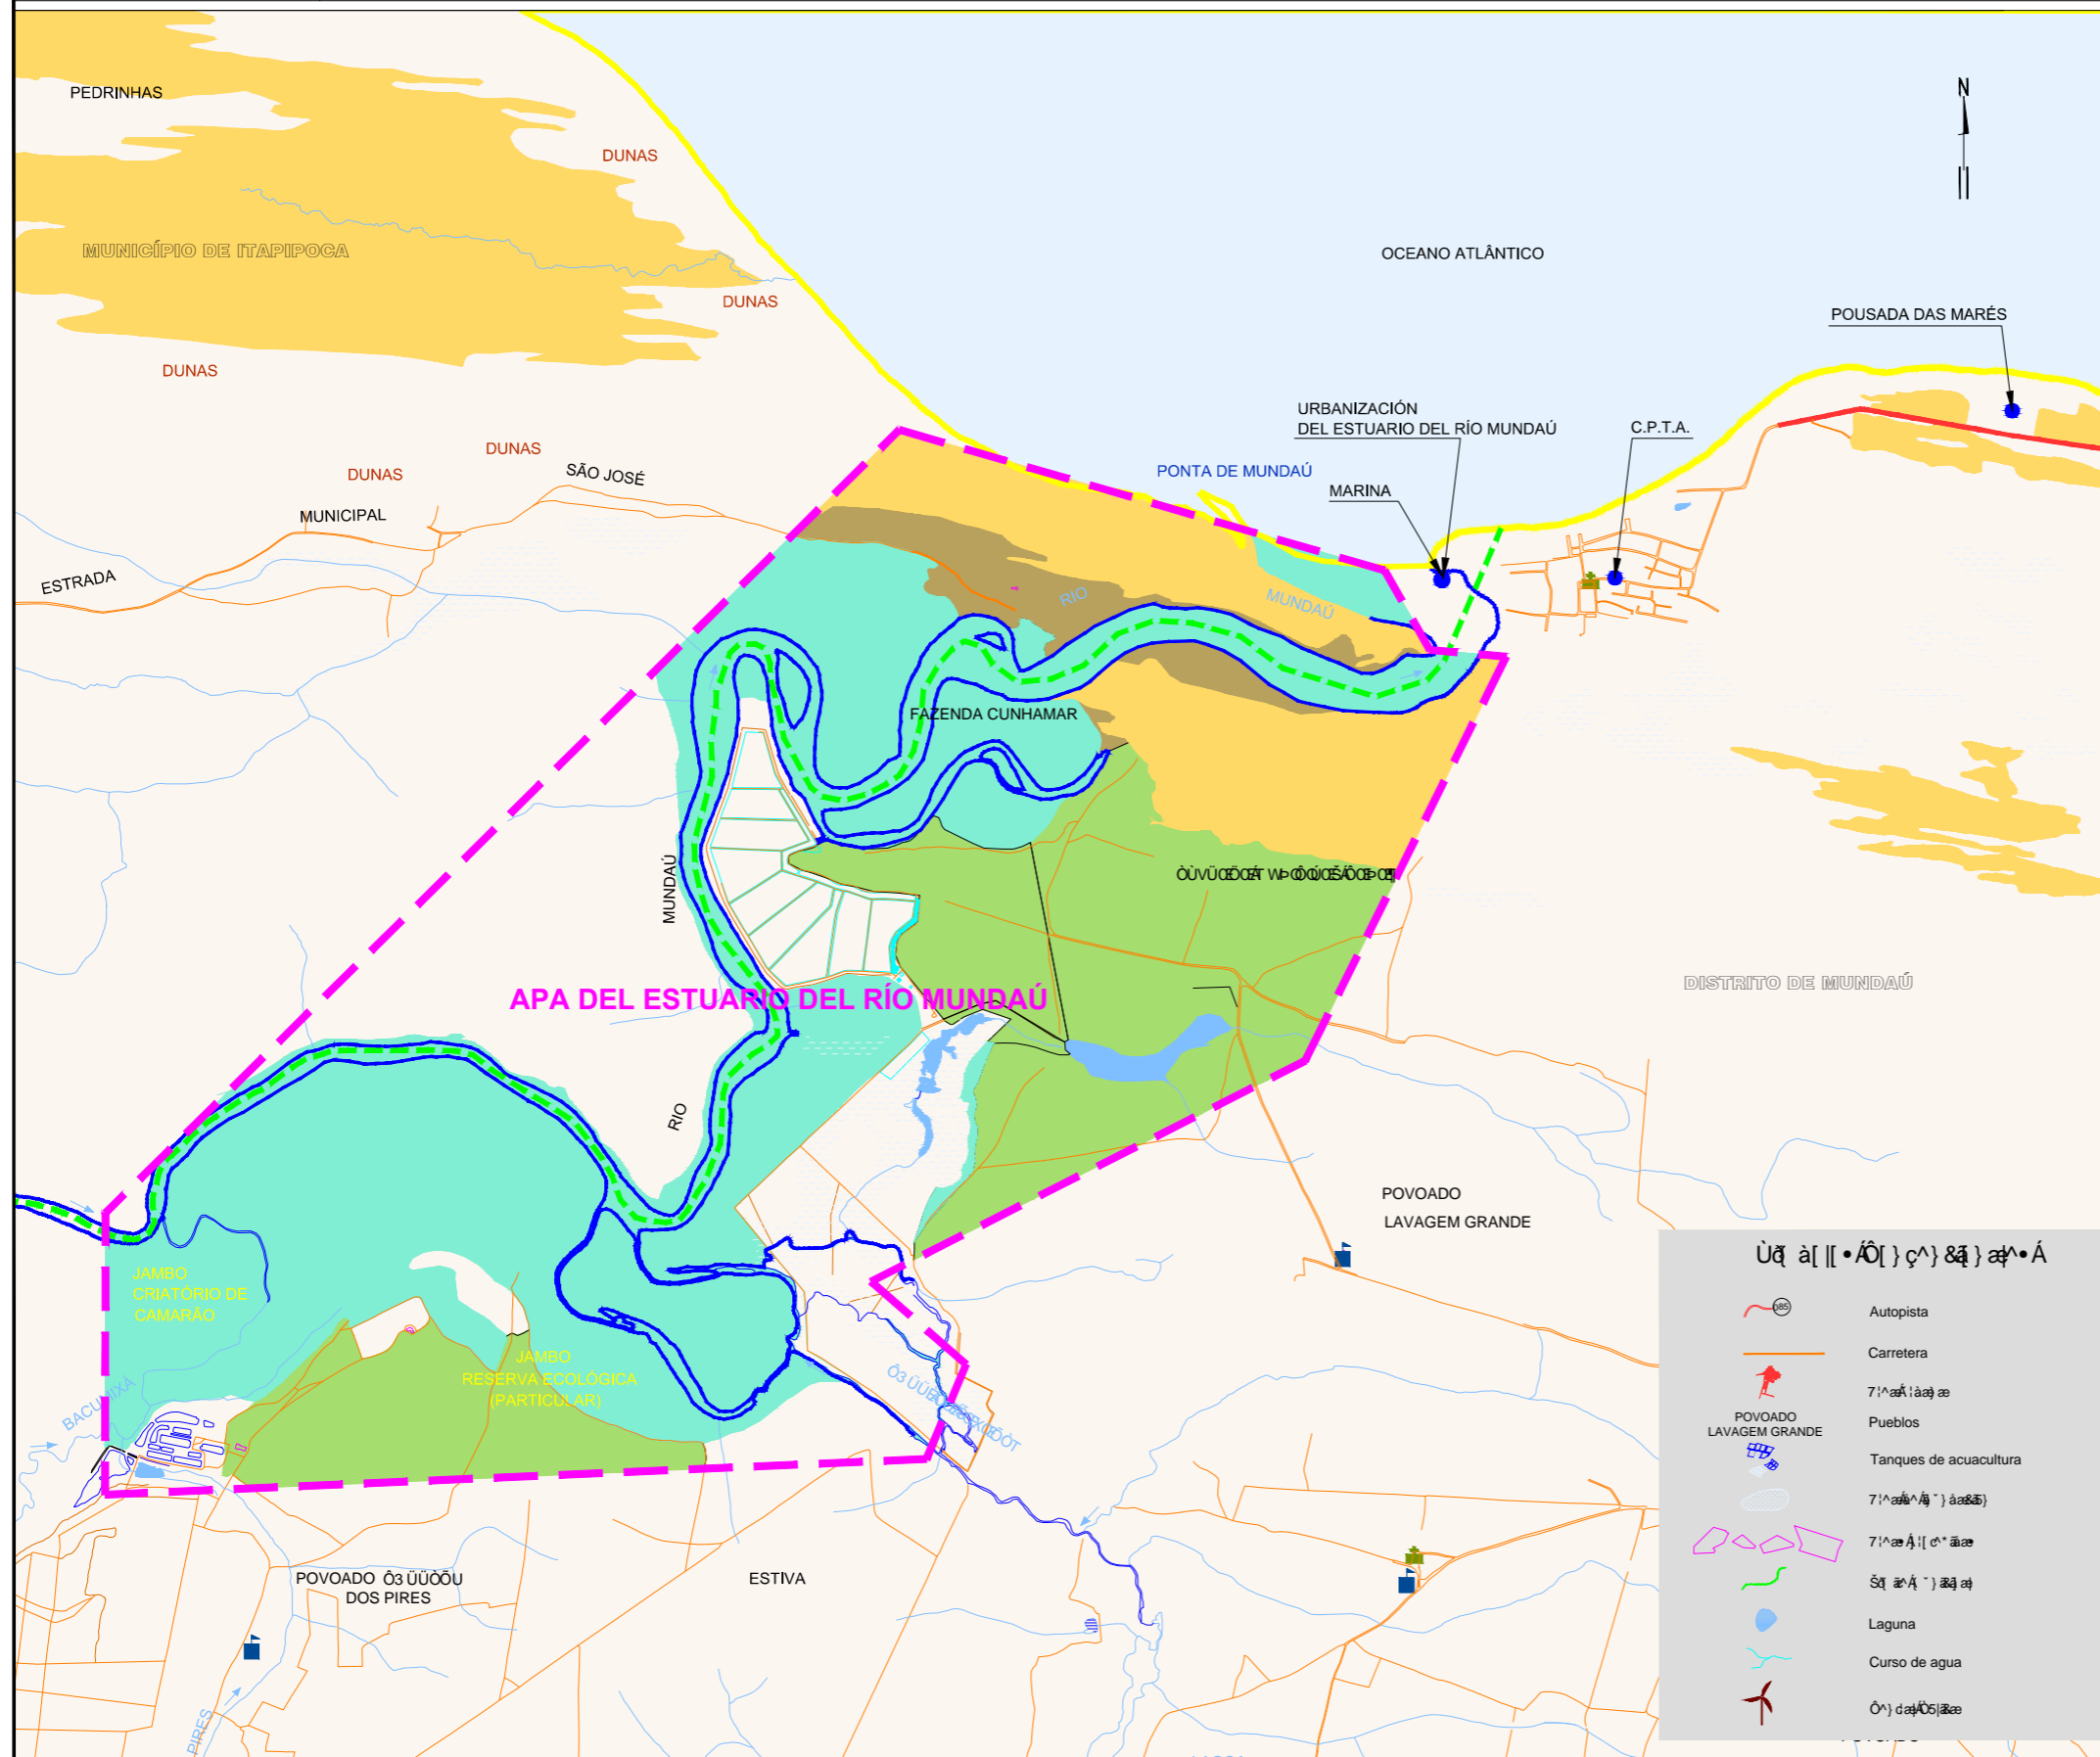 PEDRINHAS
N
DUNAS
MUNICÍPIO DE ITAPIPOCA
OCEANO ATLÂNTICO
DUNAS
POUSADA DAS MARÉS
DUNAS
URBANIZACIÓN
DEL ESTUARIO DEL RÍO MUNDAÚ
C.P.T.A.
DUNAS
DUNAS
SÃO JOSÉ
PONTA DE MUNDAÚ
MARINA
MUNICIPAL
ESTRADA
RIO
MUNDAÚ
FAZENDA CUNHAMAR
MUNDAÚ
DISTRITO DE MUNDAÚ
APA DEL ESTUARIO DEL RÍO MUNDAÚ
RIO
POVOADO
LAVAGEM GRANDE
JAMBO
CRIATÓRIO DE
CAMARÃO
JAMBO
RESERVA ECOLÓGICA
(PARTICULAR)
BACUMIXÁ
POVOADO
DOS PIRES
ESTIVA
PIRES
085
Autopista
Carretera
POVOADO
LAVAGEM GRANDE
Pueblos
Tanques de acuacultura
Laguna
Curso de agua